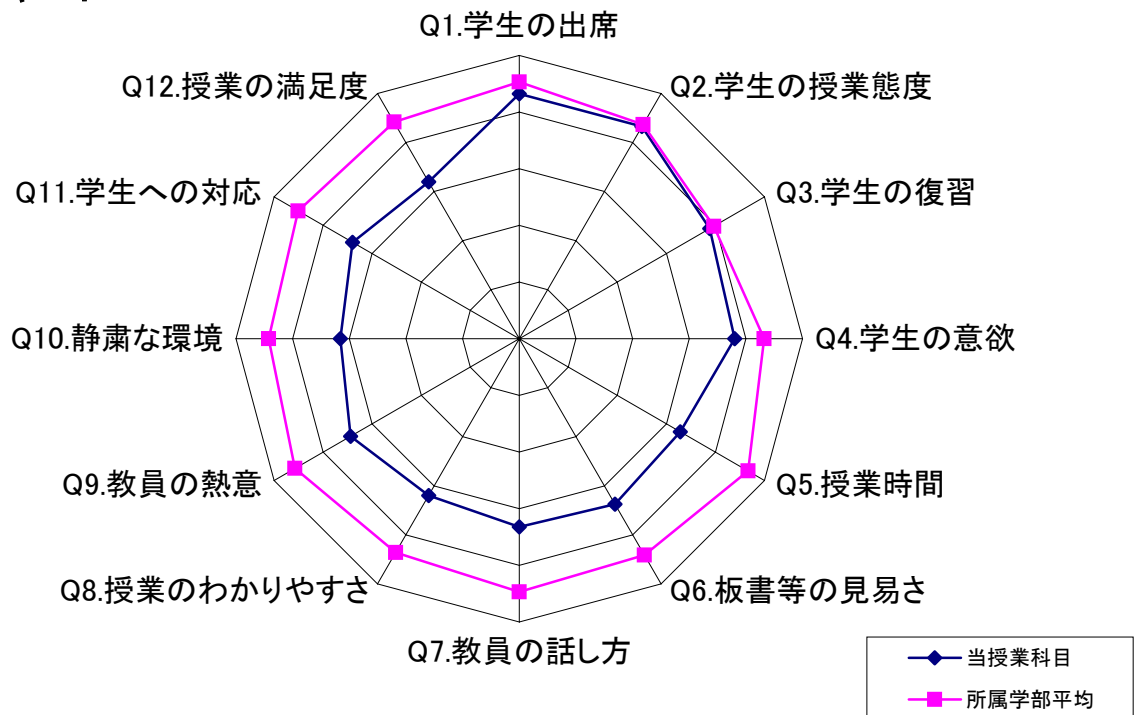 Q1.学生の出席
Q2.学生の授業態度
Q3.学生の復習
Q4.学生の意欲
Q5.授業時間
Q6.板書等の見易さ
Q7.教員の話し方
Q8.授業のわかりやすさ
Q9.教員の熱意
Q10.静粛な環境
Q11.学生への対応
Q12.授業の満足度
当授業科目
所属学部平均